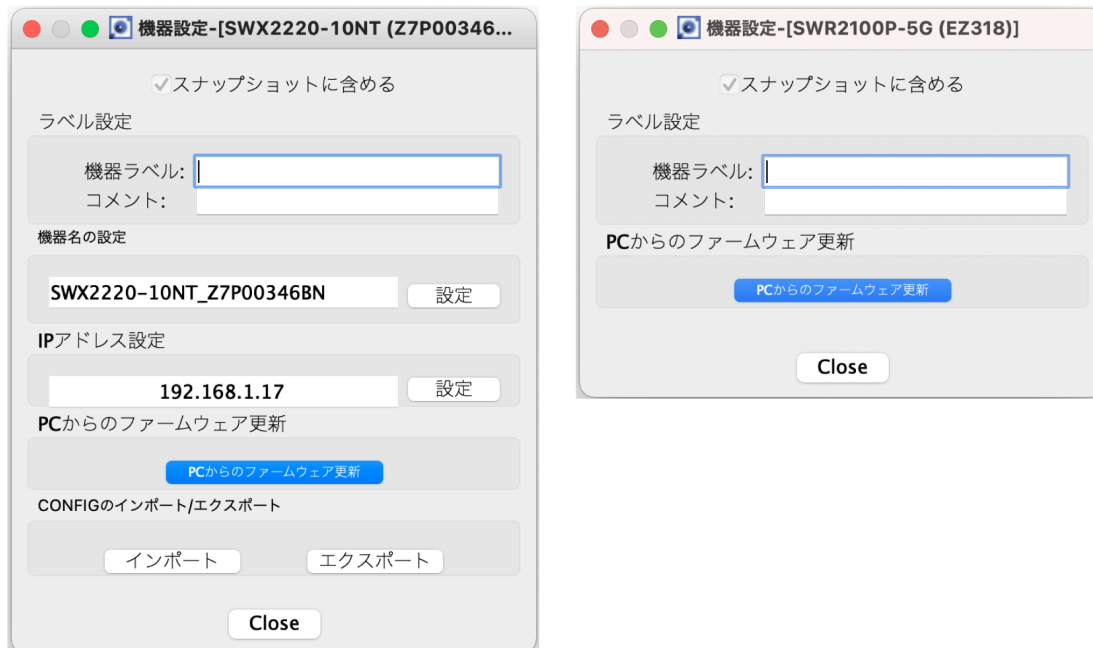 機器設定-[SWX2220-10NT (Z7P00346...
スナップショットに含める
ラベル設定
機器ラベル:
コメント:
機器名の設定
SWX2220-10NT_Z7P00346BN
設定
IPアドレス設定
192.168.1.17
設定
PCからのファームウェア更新
PCからのファームウェア更新
CONFIGのインポート/エクスポート
インポート
エクスポート
Close
機器設定-[SWR2100P-5G (EZ318)]
スナップショットに含める
ラベル設定
機器ラベル:
コメント:
PCからのファームウェア更新
PCからのファームウェア更新
Close